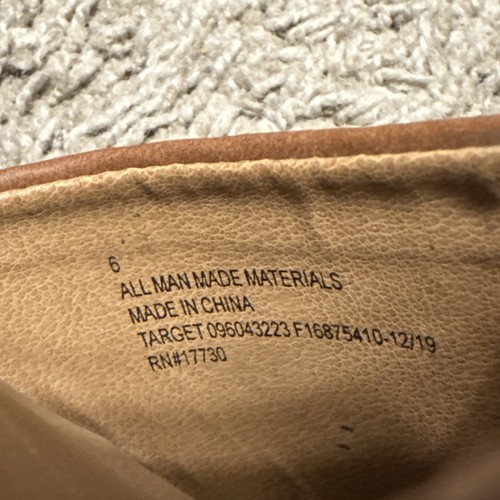 6
ALL MAN MADE MATERIALS
MADE IN CHINA
TARGET 096043223 F16875410-12/19
RN#17730